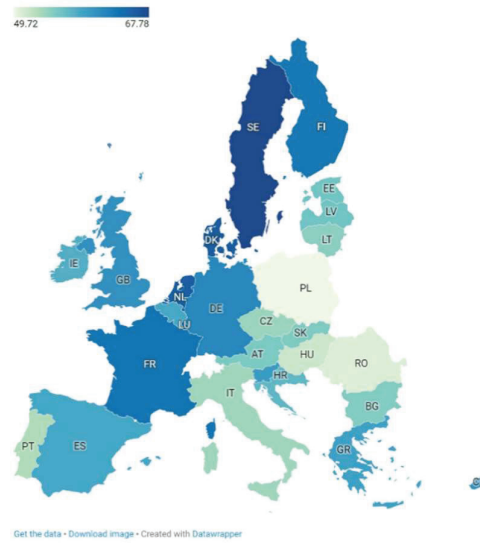 49.72 67.78
SE
FI
EE
LV
DK
LT
IE
GB
NL
DE
PL
LU
CZ
SK
FR
AT
HU
RO
HR
IT
BG
PT
ES
GR
Get the data • Download image • Created with Datawrapper